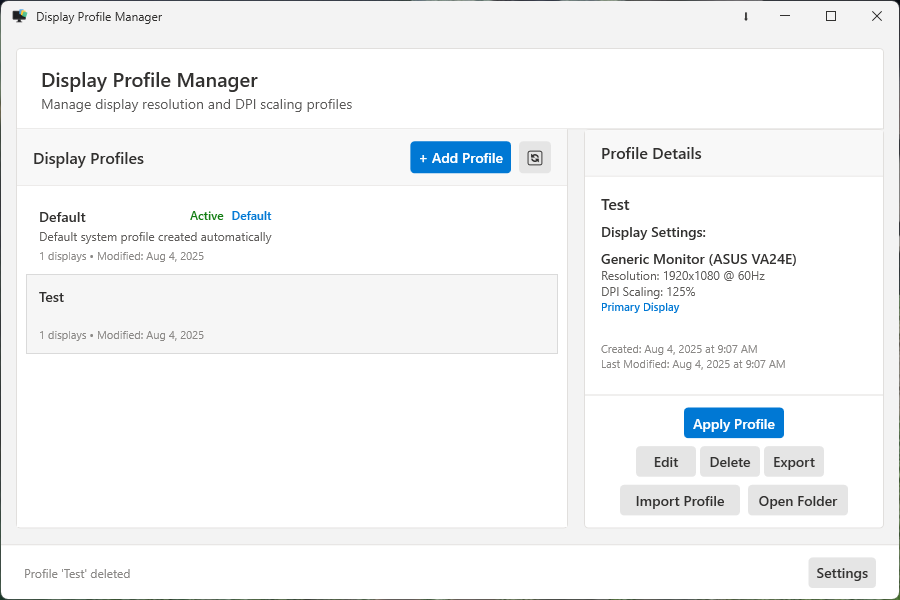 Display Profile Manager
Display Profile Manager
Manage display resolution and DPI scaling profiles
Display Profiles
+ Add Profile
Default Active Default
Default system profile created automatically
1 displays • Modified: Aug 4, 2025
Test
1 displays • Modified: Aug 4, 2025
Profile Details
Test
Display Settings:
Generic Monitor (ASUS VA24E)
Resolution: 1920x1080 @ 60Hz
DPI Scaling: 125%
Primary Display
Created: Aug 4, 2025 at 9:07 AM
Last Modified: Aug 4, 2025 at 9:07 AM
Apply Profile
Edit Delete Export
Import Profile Open Folder
Profile 'Test' deleted
Settings